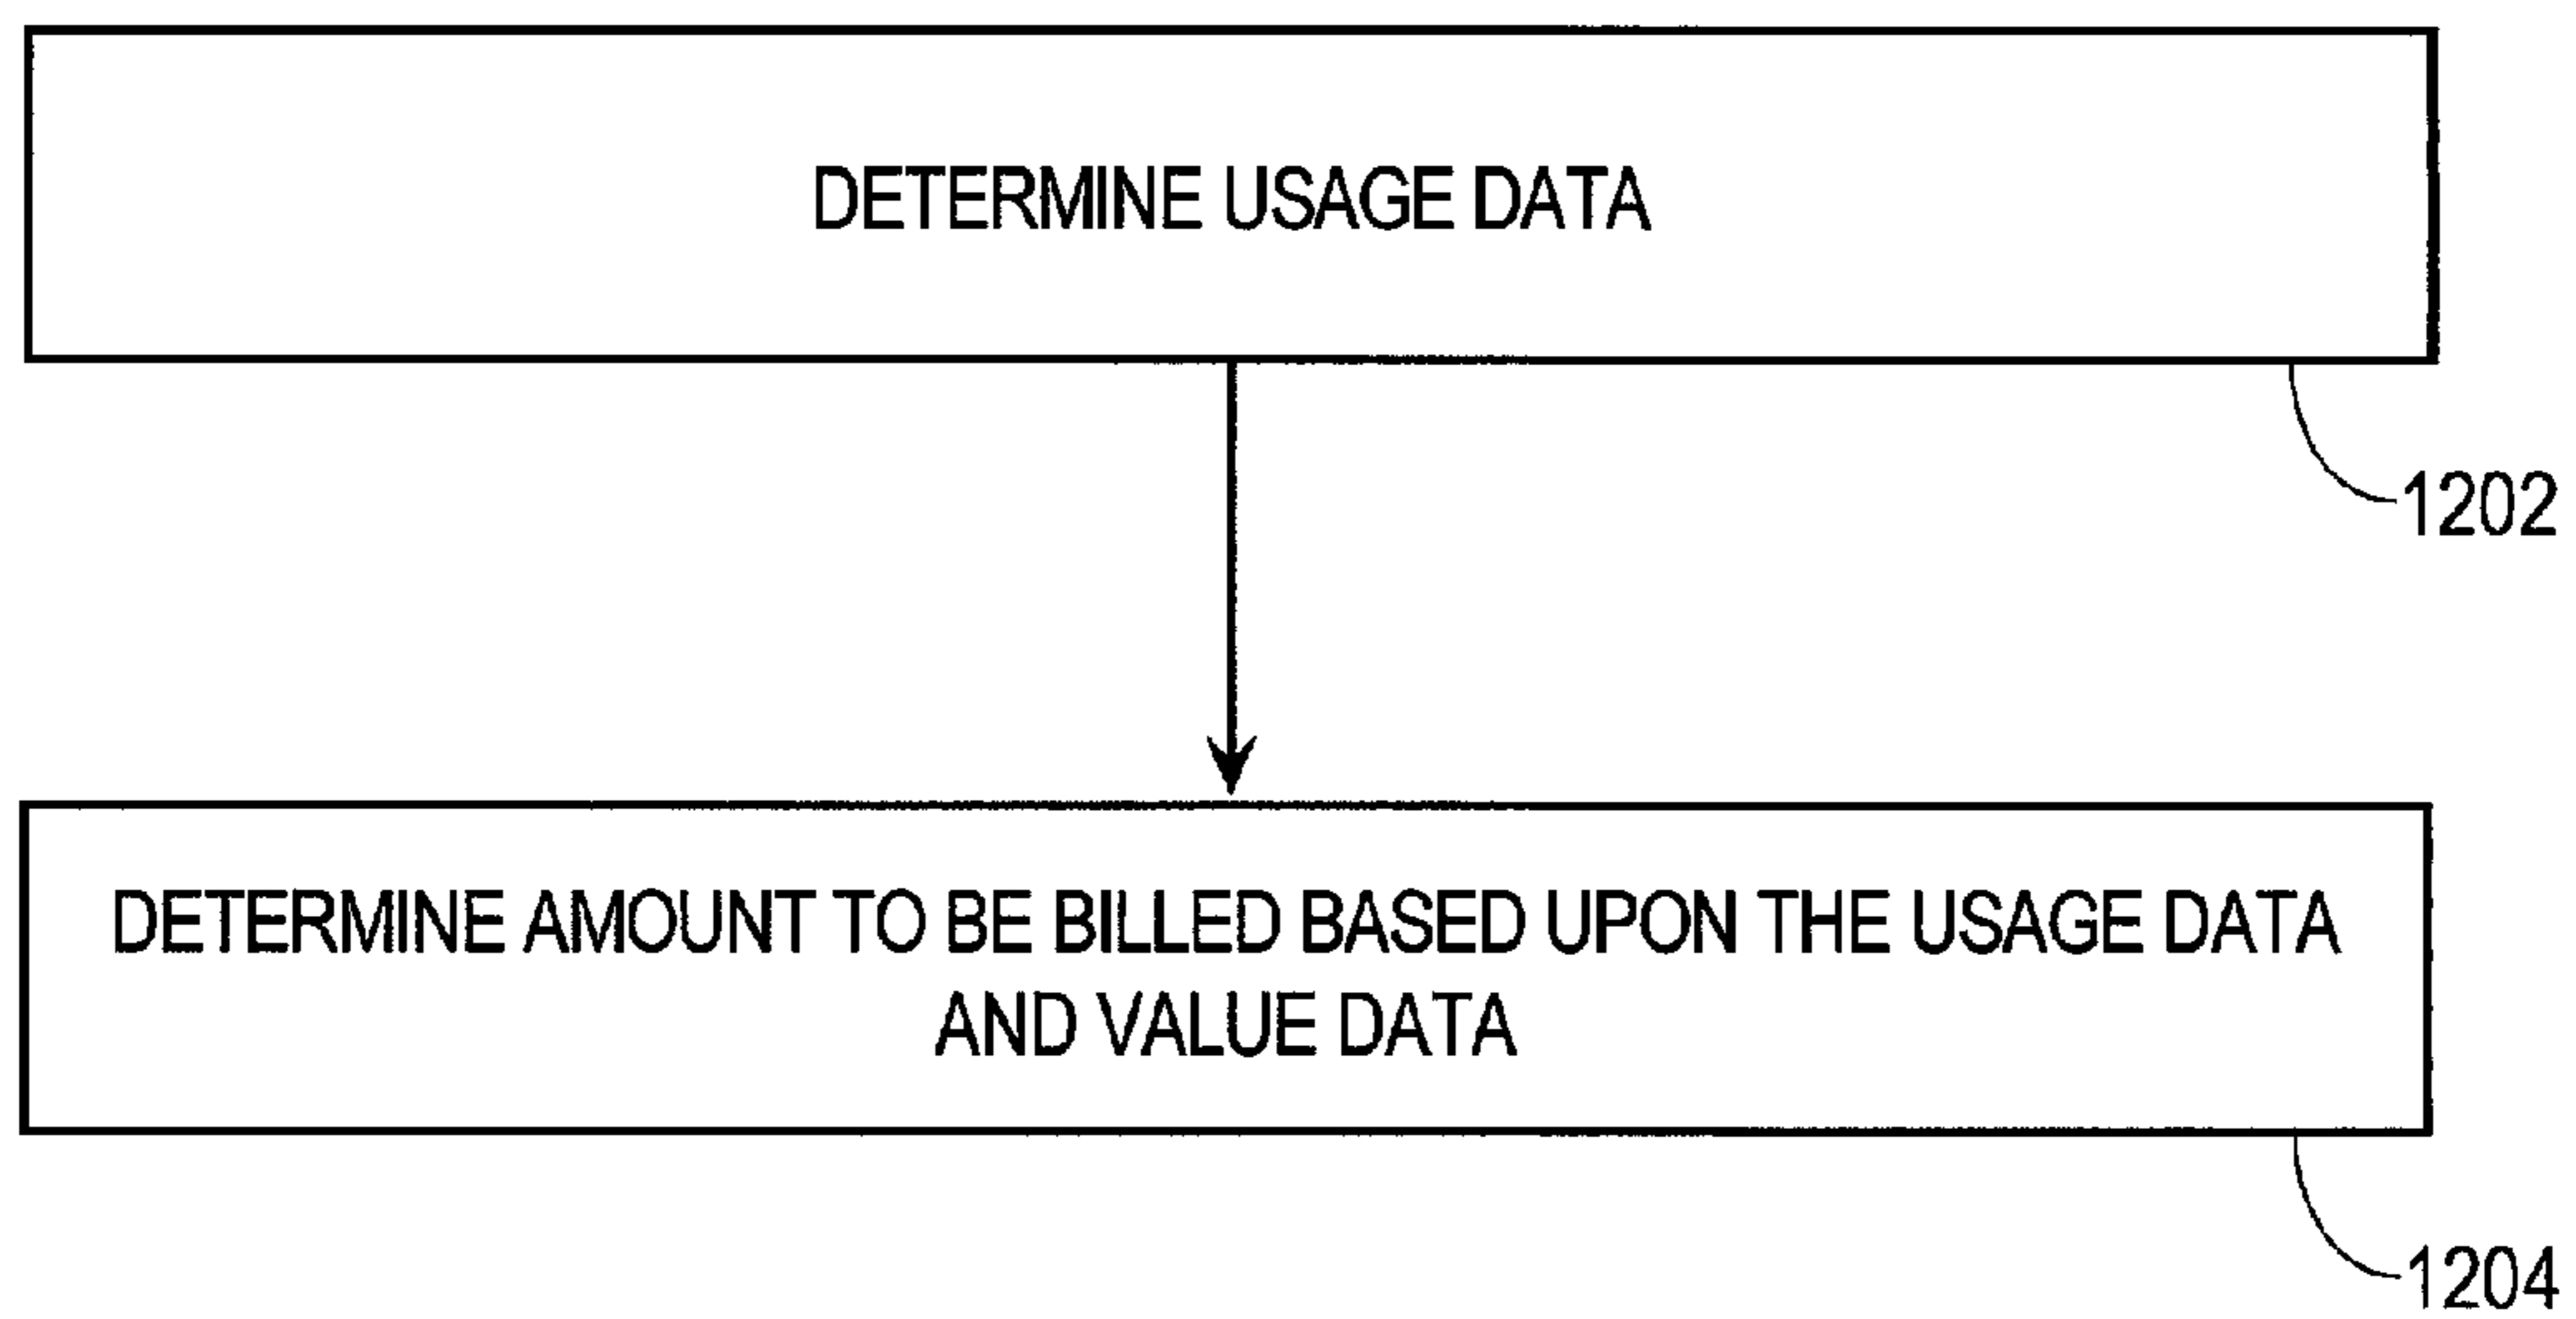 DETERMINE USAGE DATA
1202
DETERMINE AMOUNT TO BE BILLED BASED UPON THE USAGE DATA
AND VALUE DATA
1204